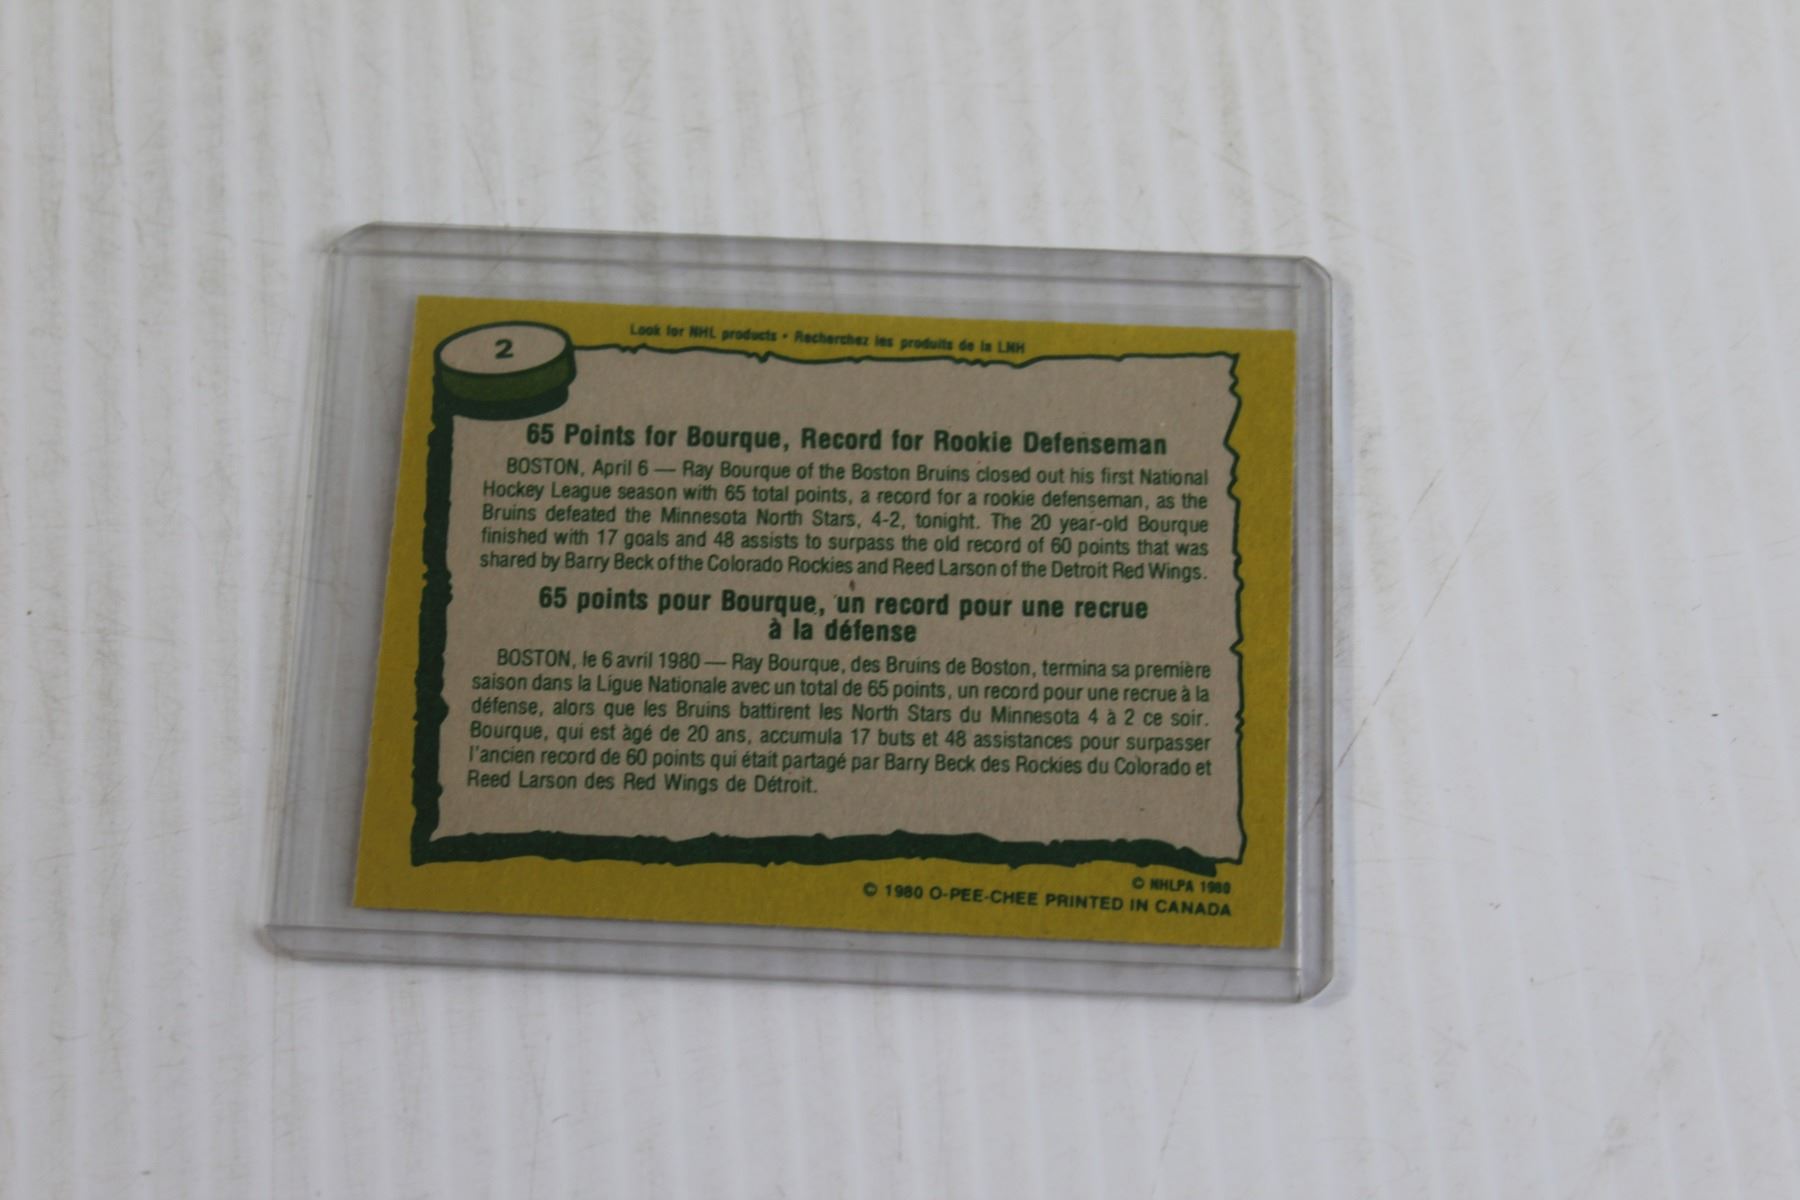 2
Look for NHL products • Recherchez les produits de la LNH
65 Points for Bourque, Record for Rookie Defenseman
BOSTON, April 6 — Ray Bourque of the Boston Bruins closed out his first National
Hockey League season with 65 total points, a record for a rookie defenseman, as the
Bruins defeated the Minnesota North Stars, 4-2, tonight. The 20 year-old Bourque
finished with 17 goals and 48 assists to surpass the old record of 60 points that was
shared by Barry Beck of the Colorado Rockies and Reed Larson of the Detroit Red Wings.
65 points pour Bourque, un record pour une recrue
à la défense
BOSTON, le 6 avril 1980 — Ray Bourque, des Bruins de Boston, termina sa première
saison dans la Ligue Nationale avec un total de 65 points, un record pour une recrue à la
défense, alors que les Bruins battirent les North Stars du Minnesota 4 à 2 ce soir.
Bourque, qui est àgé de 20 ans, accumula 17 buts et 48 assistances pour surpasser
l'ancien record de 60 points qui était partagé par Barry Beck des Rockies du Colorado et
Reed Larson des Red Wings de Détroit.
© NHLPA 1980
© 1980 O-PEE-CHEE PRINTED IN CANADA